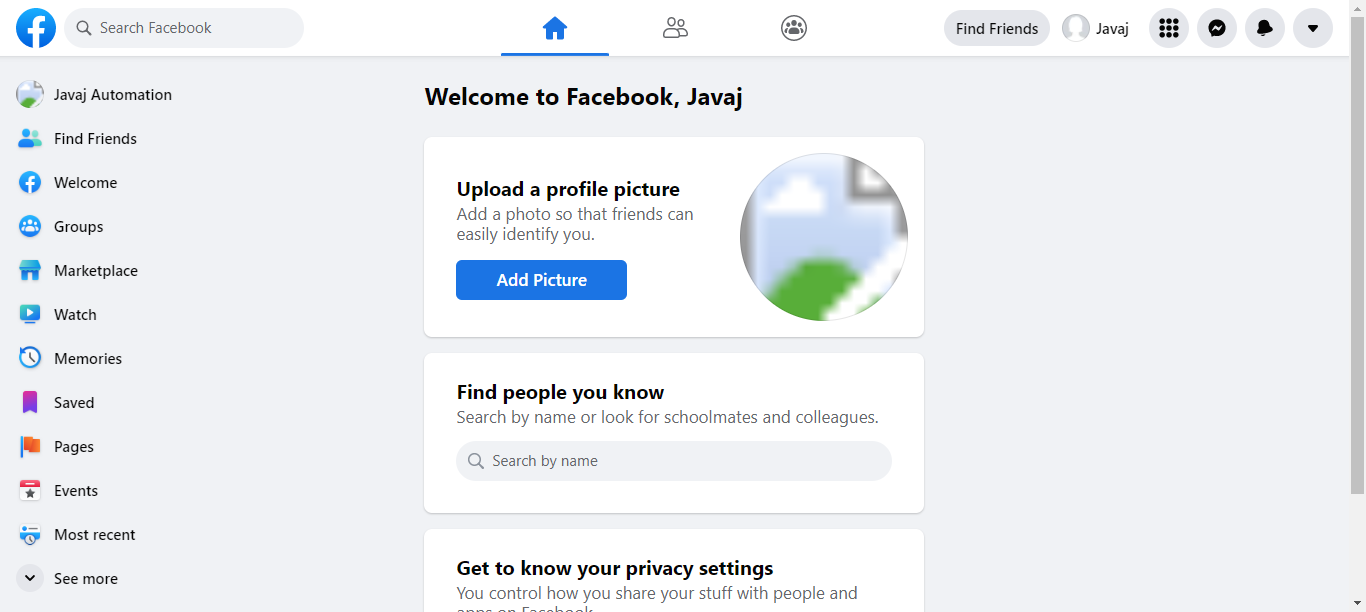 Search Facebook
Find Friends
Javaj
Javaj Automation
Find Friends
Welcome
Groups
Marketplace
Watch
Memories
Saved
Pages
Events
Most recent
See more
Welcome to Facebook, Javaj
Upload a profile picture
Add a photo so that friends can
easily identify you.
Add Picture
Find people you know
Search by name or look for schoolmates and colleagues.
Search by name
Get to know your privacy settings
You control how you share your stuff with people and
apps on Facebook.